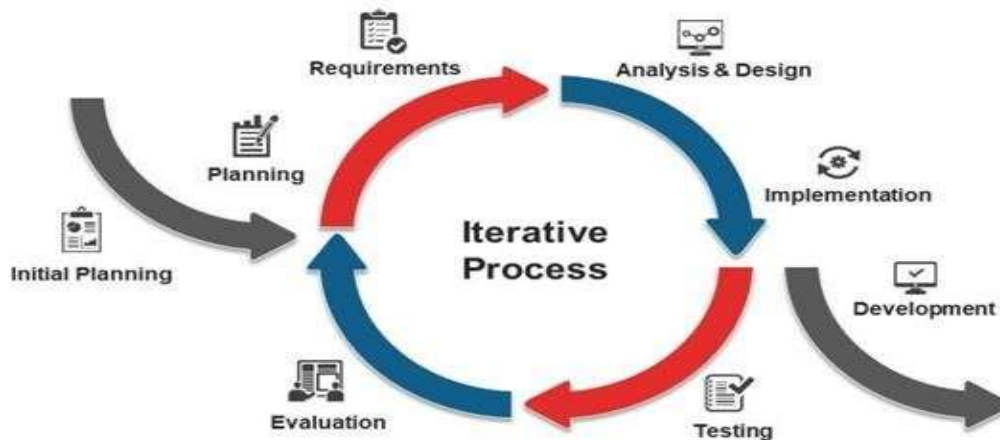 Requirements
Analysis & Design
Planning
Implementation
Initial Planning
Iterative
Process
Development
Evaluation
Testing